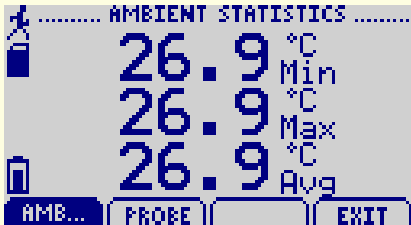 ......... AMBIENT STATISTICS .........
26.9 °C Min
26.9 °C Max
26.9 °C Avg
AMB... PROBE EXIT